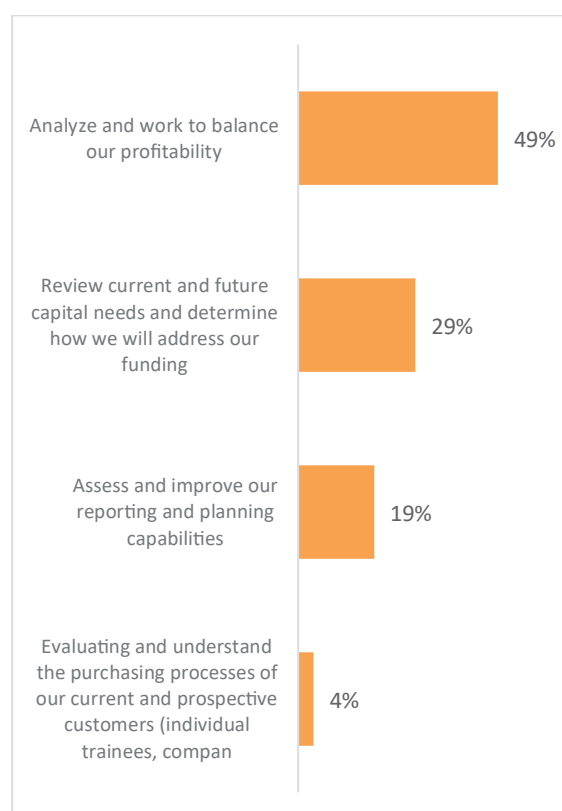 Analyze and work to balance
our profitability
49%
Review current and future
capital needs and determine
how we will address our
funding
29%
Assess and improve our
reporting and planning
capabilities
19%
Evaluating and understand
the purchasing processes of
our current and prospective
customers (individual
trainees, compan
4%